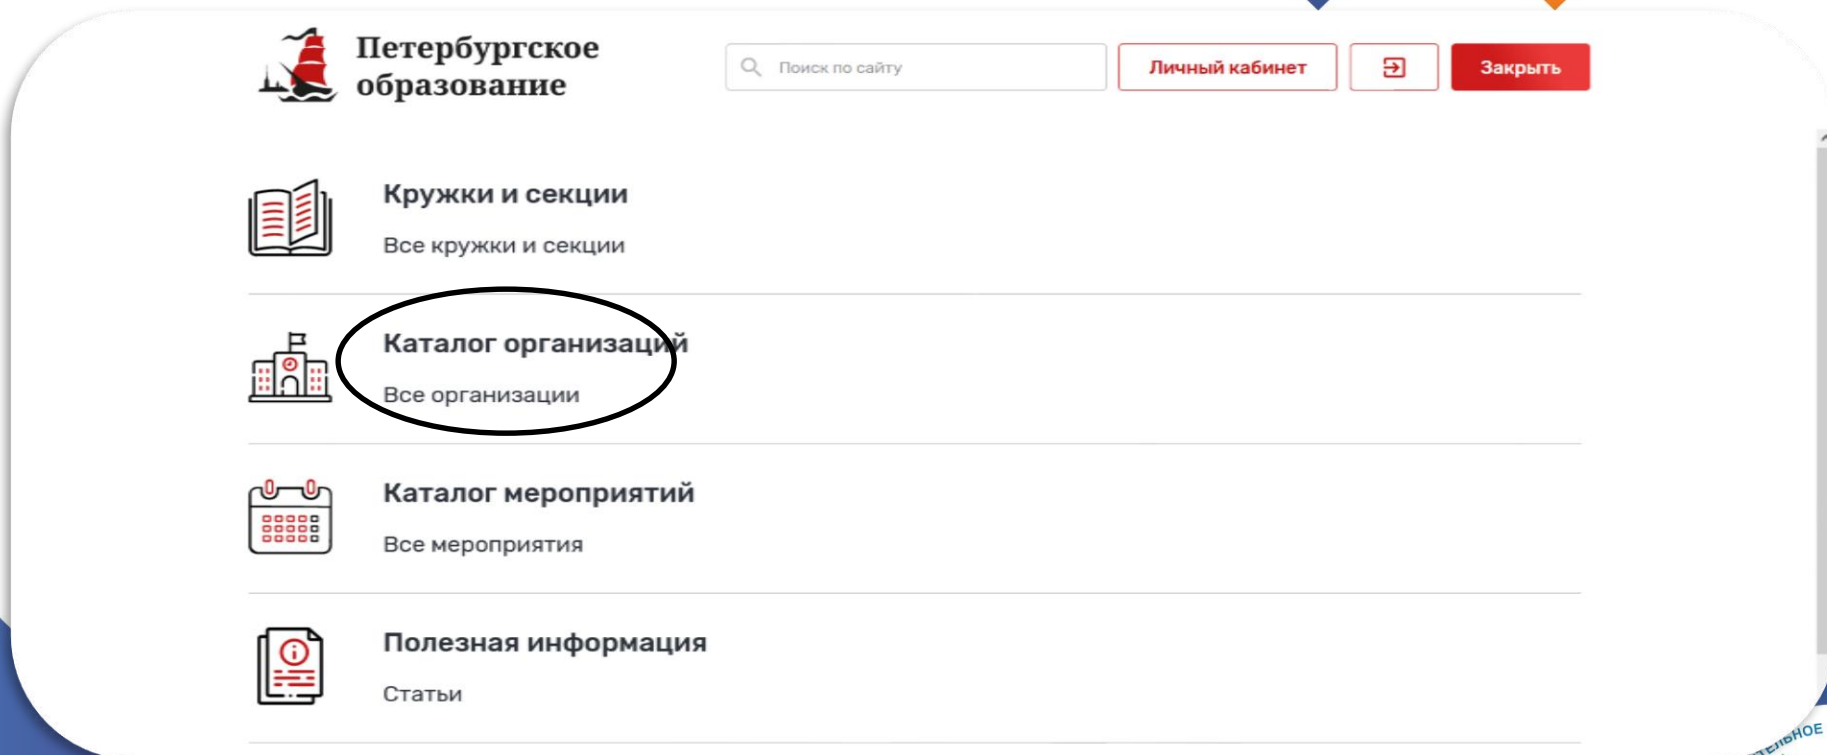 Петербургское
образование
Поиск по сайту
Личный кабинет
Закрыть
Кружки и секции
Все кружки и секции
Каталог организаций
Все организации
Каталог мероприятий
Все мероприятия
Полезная информация
Статьи